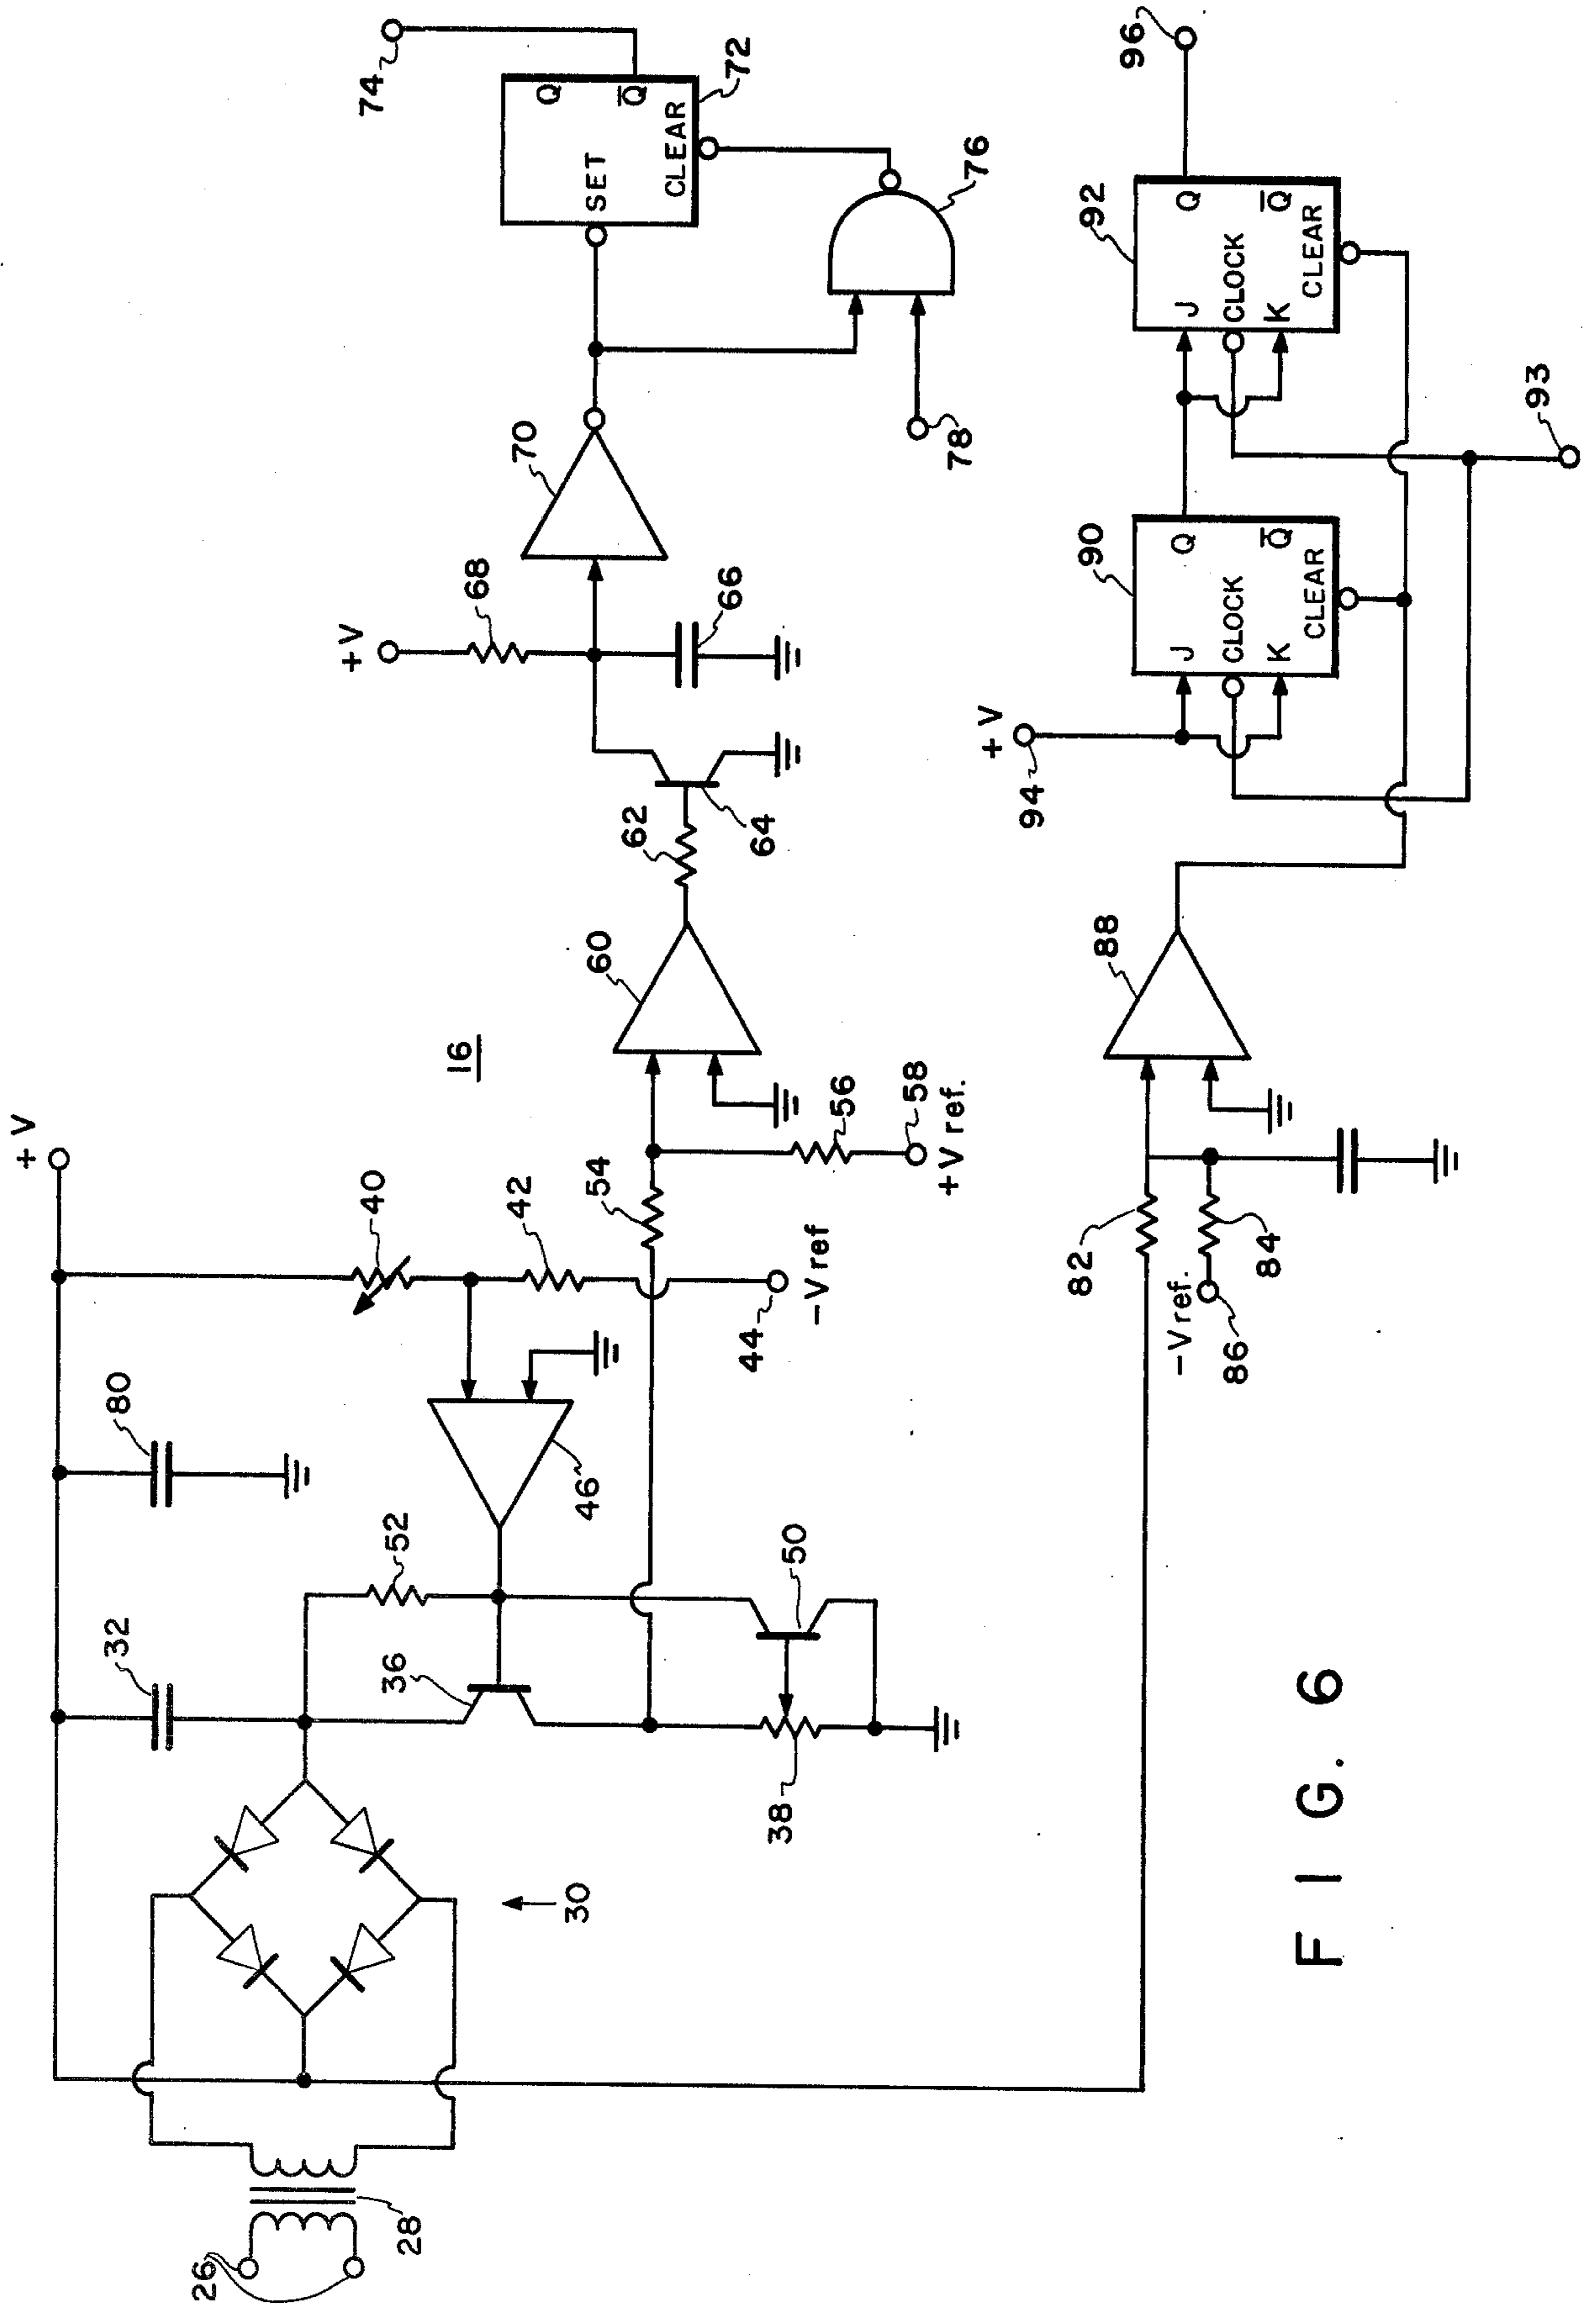 +V
26
28
30
32
80
52
36
38
50
46
40
42
44
-Vref
16
54
56
58
+Vref.
60
62
64
+V
68
66
70
SET
Q
Q̅
CLEAR
72
74
76
78
82
-Vref.
86
84
88
+V
94
90
J
CLOCK
K
Q
Q̅
CLEAR
92
J
CLOCK
K
Q
Q̅
CLEAR
93
96
FIG. 6